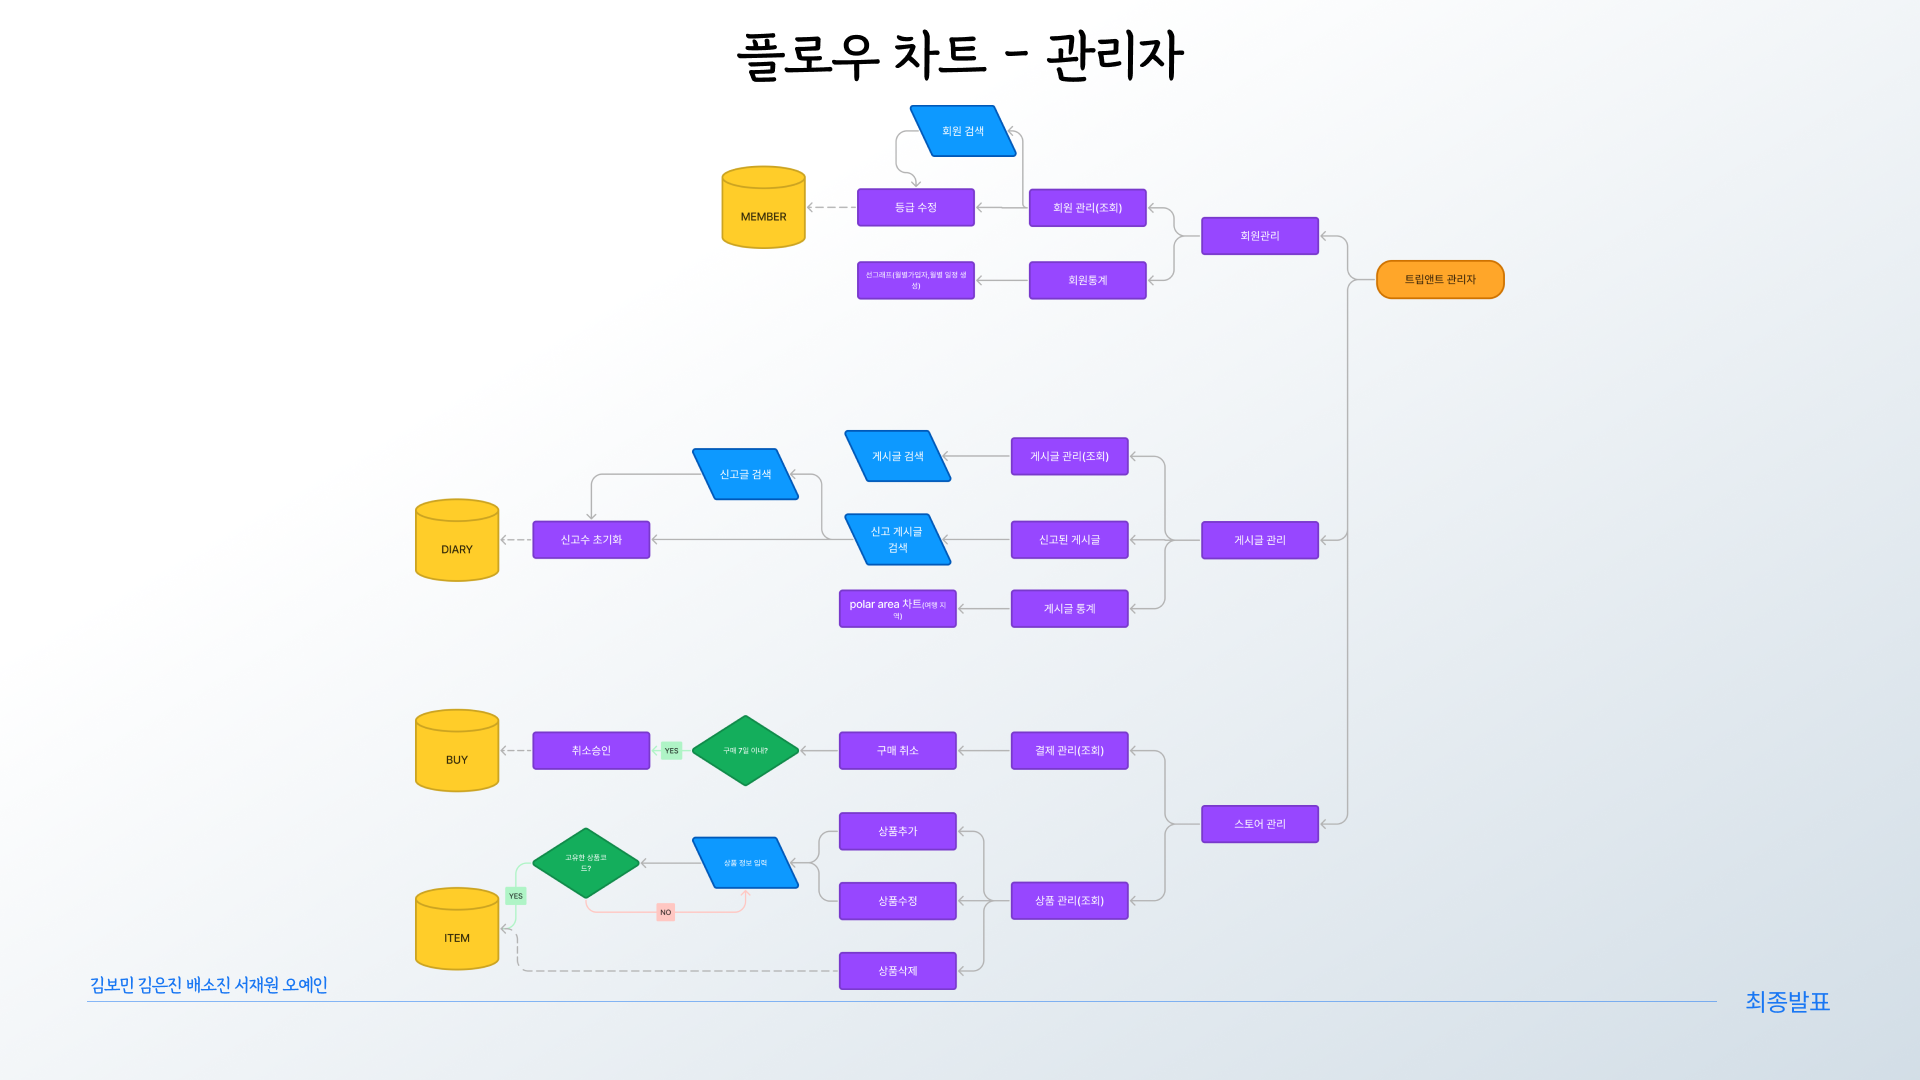 플로우 차트 - 관리자
회원 검색
MEMBER
등급 수정
회원 관리(조회)
회원관리
선그래프(월별가입자,월별 일정 생
성)
회원통계
트립앤트 관리자
게시글 검색
게시글 관리(조회)
신고글 검색
DIARY
신고수 초기화
신고 게시글
검색
신고된 게시글
게시글 관리
polar area 차트(여행 지
역)
게시글 통계
BUY
취소승인
YES
구매 7일 이내?
구매 취소
결제 관리(조회)
스토어 관리
상품추가
고유한 상품코
드?
상품 정보 입력
YES
NO
상품수정
상품 관리(조회)
ITEM
상품삭제
김보민 김은진 배소진 서재원 오예인
최종발표